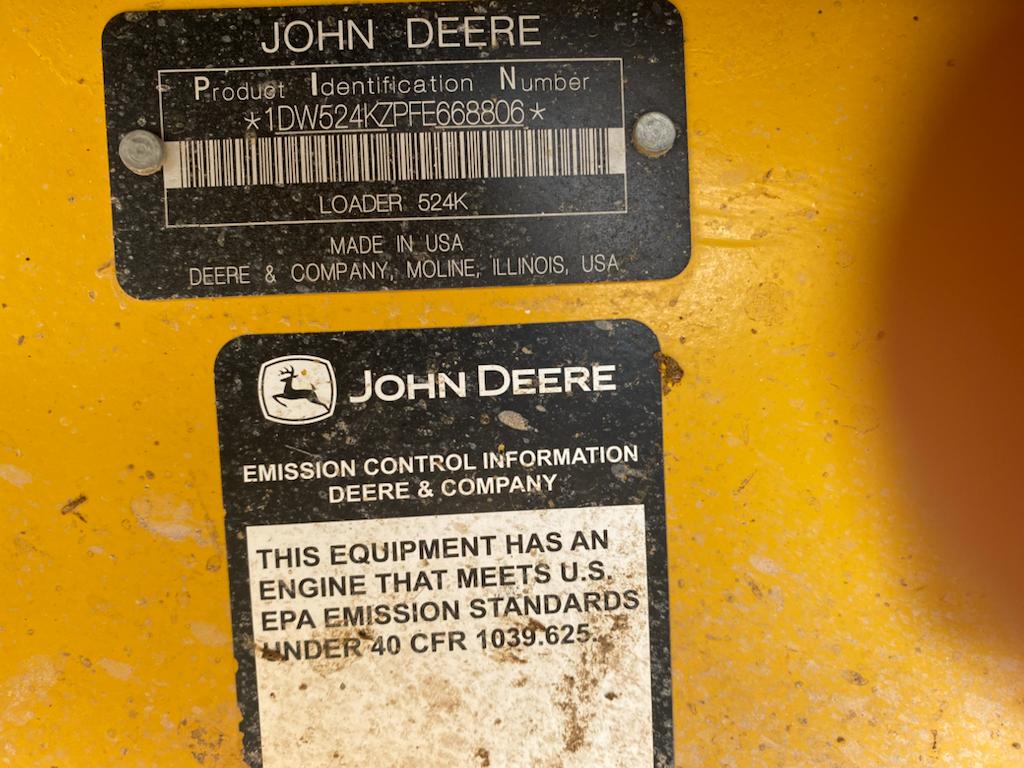 JOHN DEERE
Product Identification Number
*1DW524KZPFE668806*
LOADER 524K
MADE IN USA
DEERE & COMPANY, MOLINE, ILLINOIS, USA
JOHN DEERE
EMISSION CONTROL INFORMATION
DEERE & COMPANY
THIS EQUIPMENT HAS AN
ENGINE THAT MEETS U.S.
EPA EMISSION STANDARDS
UNDER 40 CFR 1039.625.